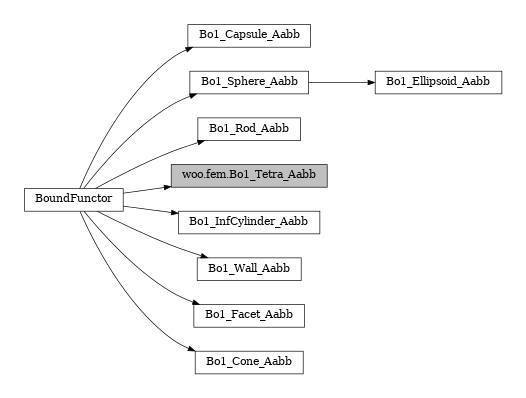 Bo1_Capsule_Aabb
Bo1_Sphere_Aabb
Bo1_Ellipsoid_Aabb
Bo1_Rod_Aabb
woo.fem.Bo1_Tetra_Aabb
BoundFunctor
Bo1_InfCylinder_Aabb
Bo1_Wall_Aabb
Bo1_Facet_Aabb
Bo1_Cone_Aabb